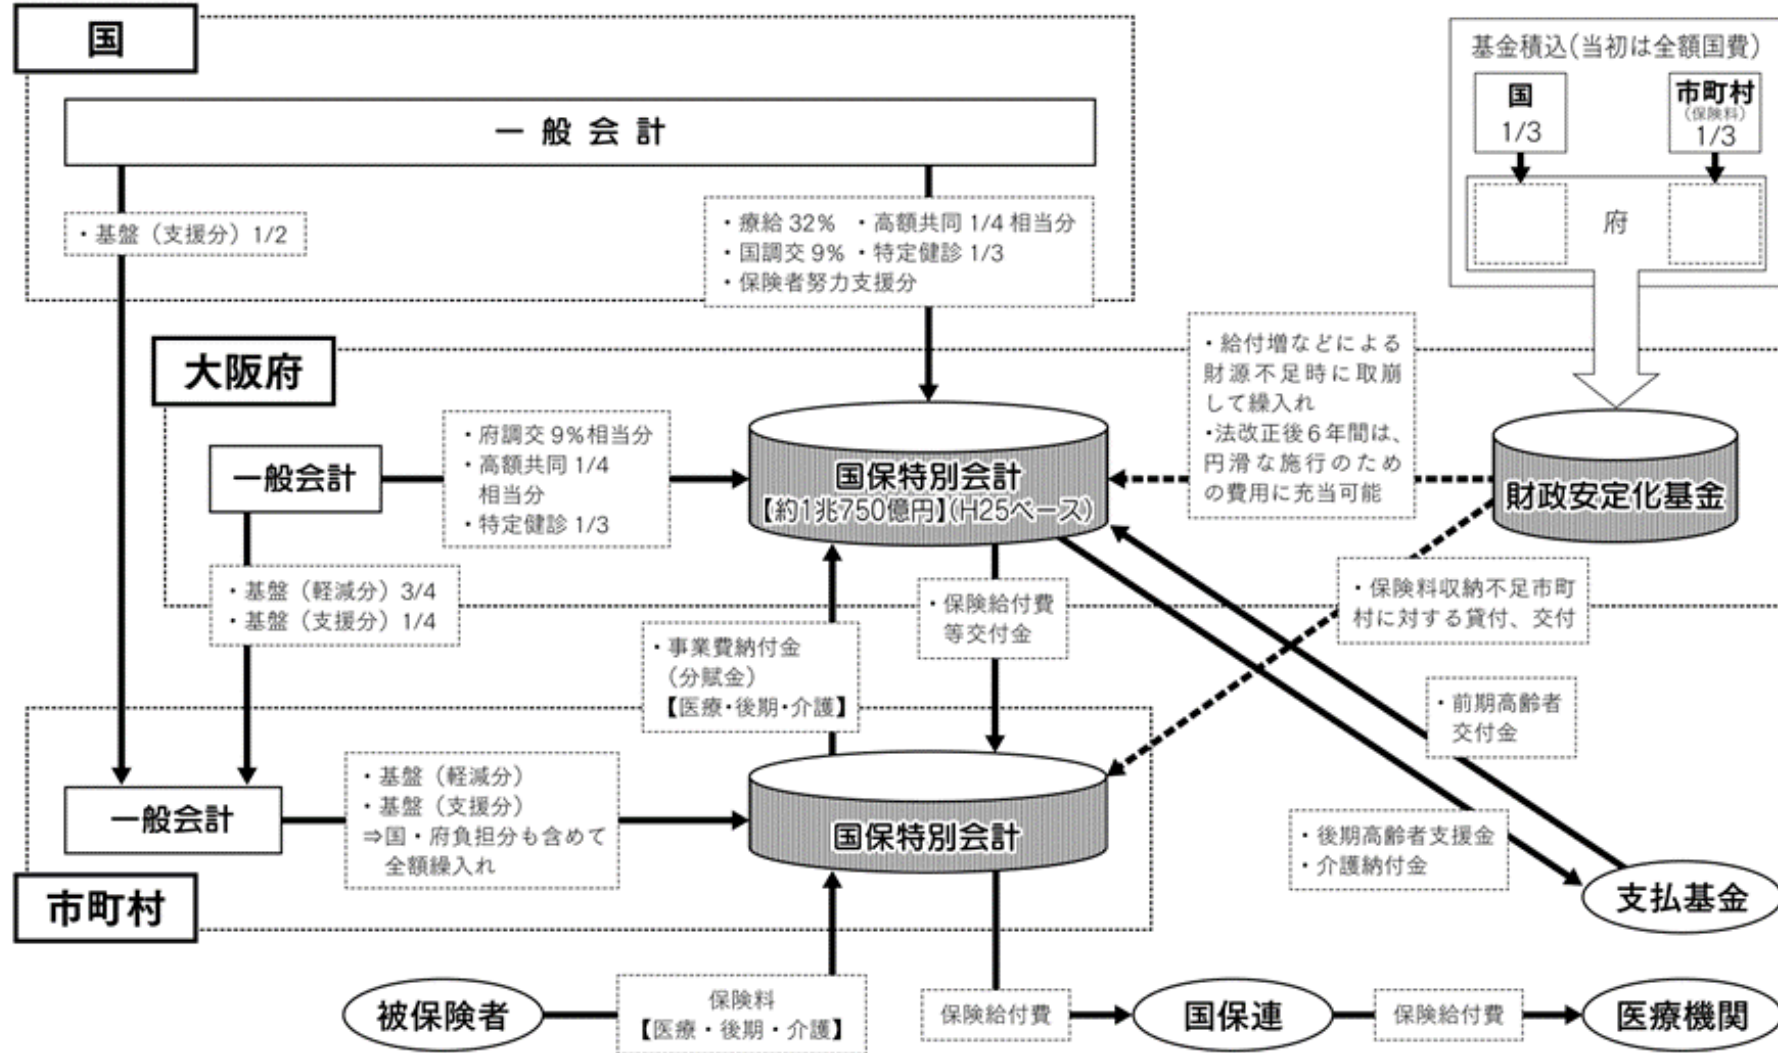 国
一般会計
・基盤（支援分）1/2
・療給 32%　・高額共同 1/4 相当分
・国調交 9%　・特定健診 1/3
・保険者努力支援分
基金積込（当初は全額国費）
国
1/3
市町村
（保険料）
1/3
府
大阪府
一般会計
・府調交 9%相当分
・高額共同 1/4
相当分
・特定健診 1/3
国保特別会計
【約1兆750億円】（H25ベース）
・給付増などによる
財源不足時に取崩
して繰入れ
・法改正後6年間は、
円滑な施行のため
の費用に充当可能
財政安定化基金
・基盤（軽減分）3/4
・基盤（支援分）1/4
・事業費納付金
（分賦金）
【医療・後期・介護】
・保険給付費
等交付金
・保険料収納不足市町
村に対する貸付、交付
・前期高齢者
交付金
一般会計
・基盤（軽減分）
・基盤（支援分）
⇒国・府負担分も含めて
全額繰入れ
国保特別会計
・後期高齢者支援金
・介護納付金
支払基金
市町村
被保険者
保険料
【医療・後期・介護】
保険給付費
国保連
保険給付費
医療機関